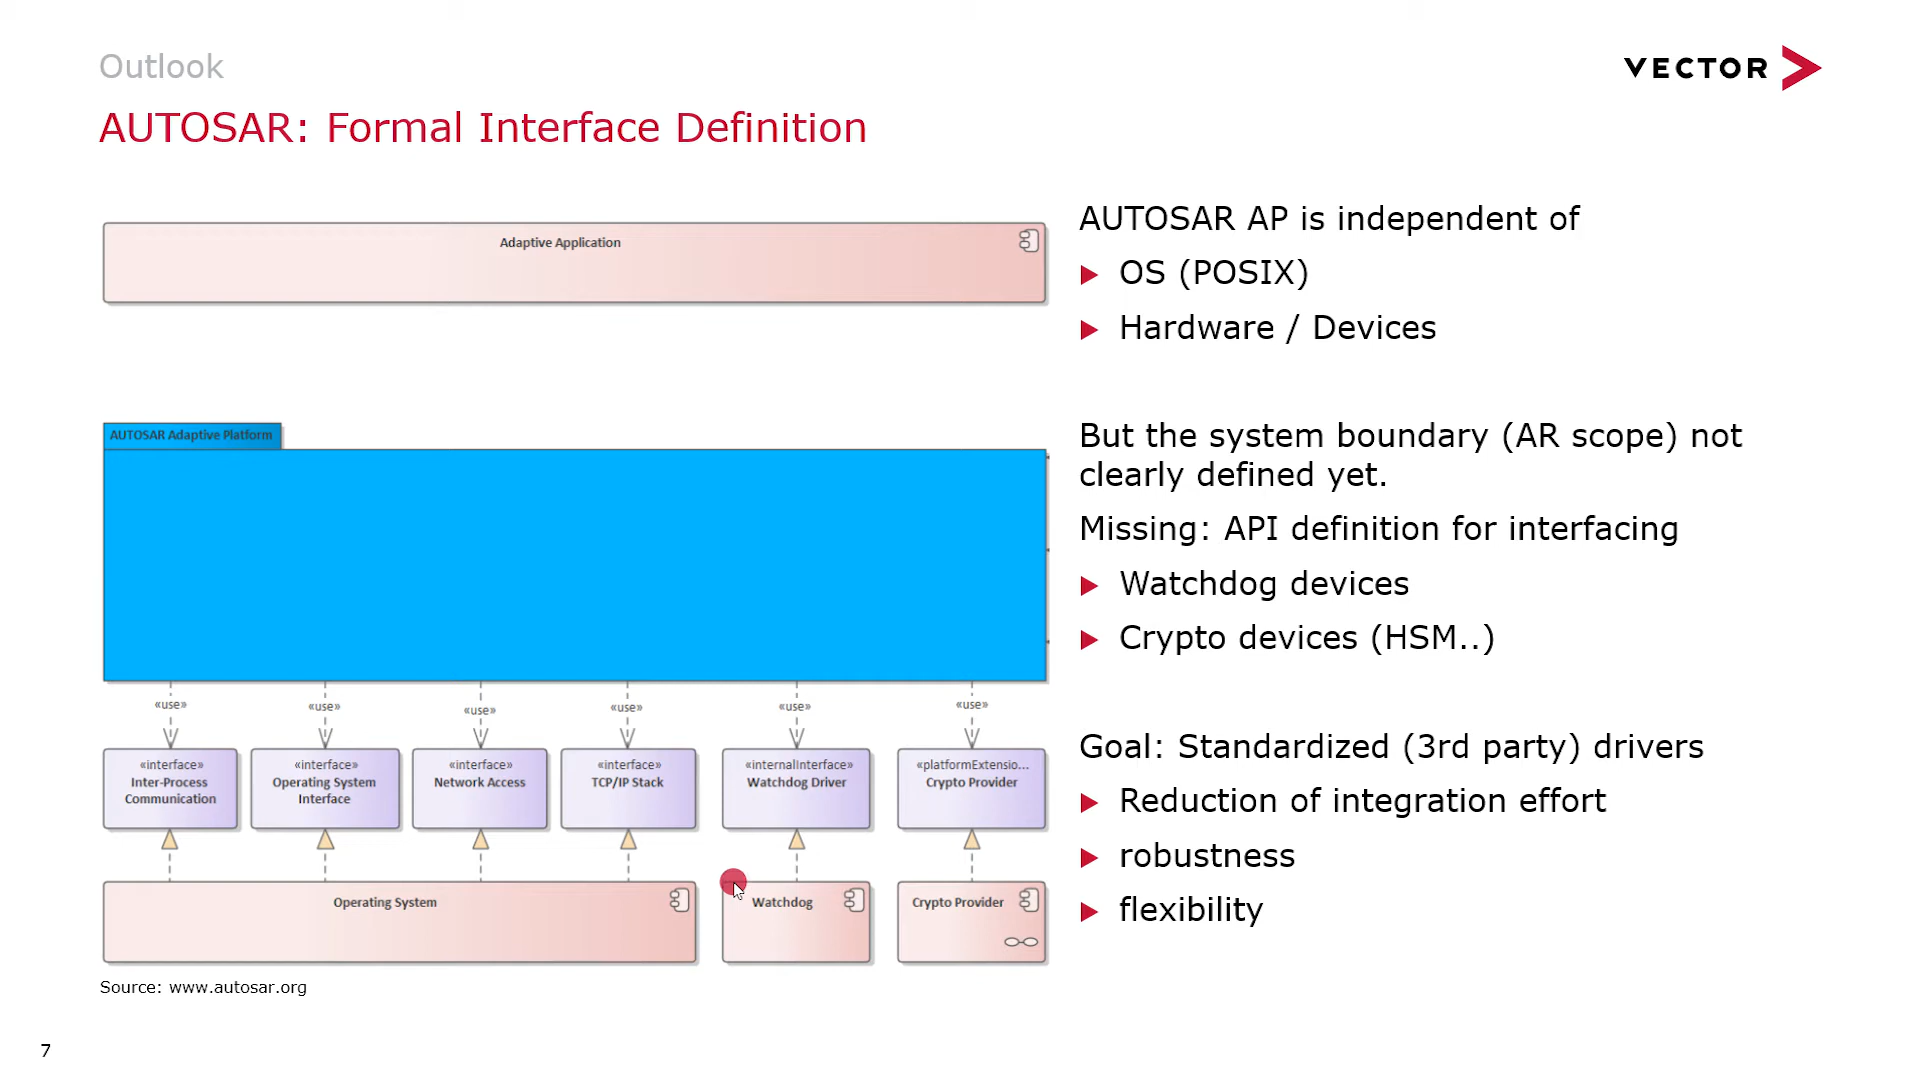 Outlook
VECTOR
AUTOSAR: Formal Interface Definition
Adaptive Application
AUTOSAR Adaptive Platform
«use»
«use»
«use»
«use»
«use»
«use»
«interface»
Inter-Process
Communication
«interface»
Operating System
Interface
«interface»
Network Access
«interface»
TCP/IP Stack
«internalInterface»
Watchdog Driver
«platformExtensio...
Crypto Provider
Operating System
Watchdog
Crypto Provider
Source: www.autosar.org
AUTOSAR AP is independent of
OS (POSIX)
Hardware / Devices
But the system boundary (AR scope) not
clearly defined yet.
Missing: API definition for interfacing
Watchdog devices
Crypto devices (HSM..)
Goal: Standardized (3rd party) drivers
Reduction of integration effort
robustness
flexibility
7